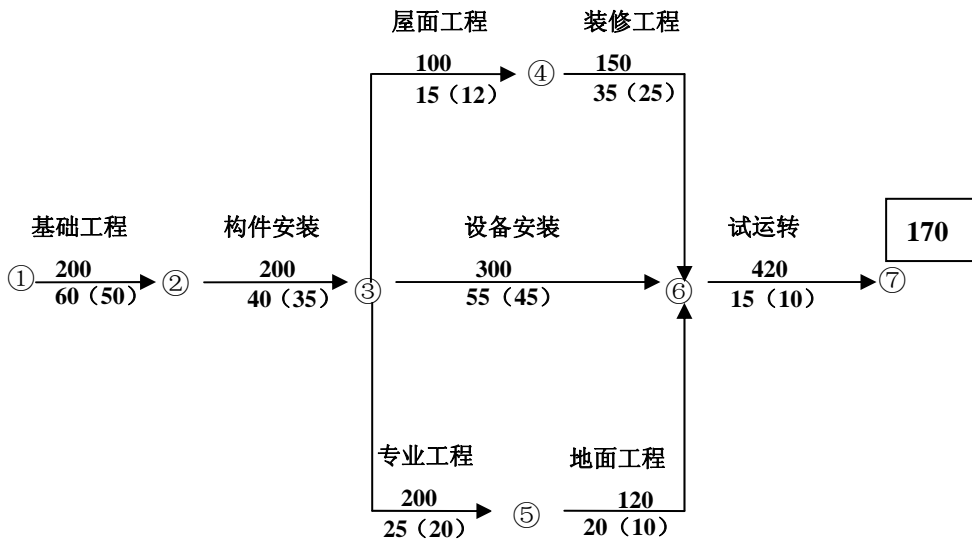 屋面工程 装修工程
100 ④ 150
15（12） 35（25）
基础工程 构件安装 设备安装 试运转 170
① 200 ② 200 ③ 300 ⑥ 420 ⑦
60（50） 40（35） 55（45） 15（10）
专业工程 地面工程
200 ⑤ 120
25（20） 20（10）